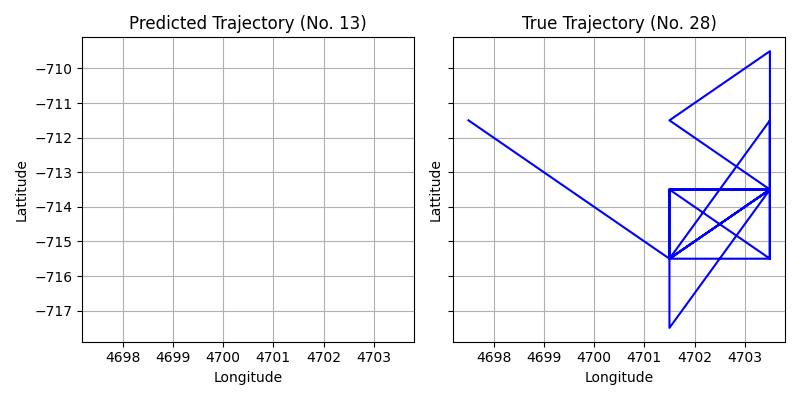 Predicted Trajectory (No. 13)
−710
−711
−712
−713
−714
−715
−716
−717
Lattitude
4698 4699 4700 4701 4702 4703
Longitude
True Trajectory (No. 28)
Lattitude
4698 4699 4700 4701 4702 4703
Longitude